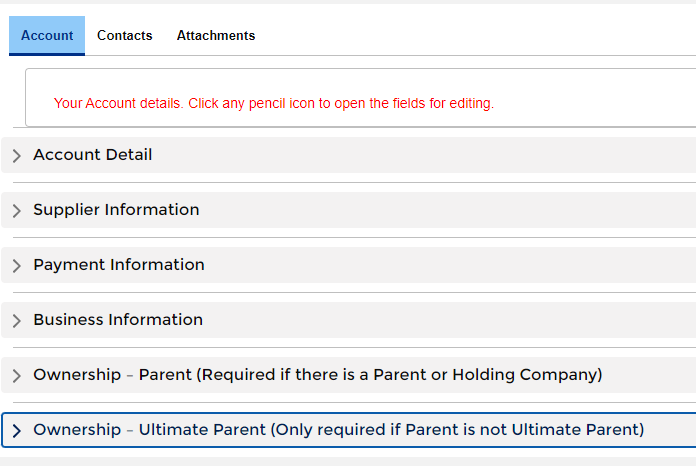 Account Contacts Attachments
Your Account details. Click any pencil icon to open the fields for editing.
Account Detail
Supplier Information
Payment Information
Business Information
Ownership - Parent (Required if there is a Parent or Holding Company)
Ownership - Ultimate Parent (Only required if Parent is not Ultimate Parent)